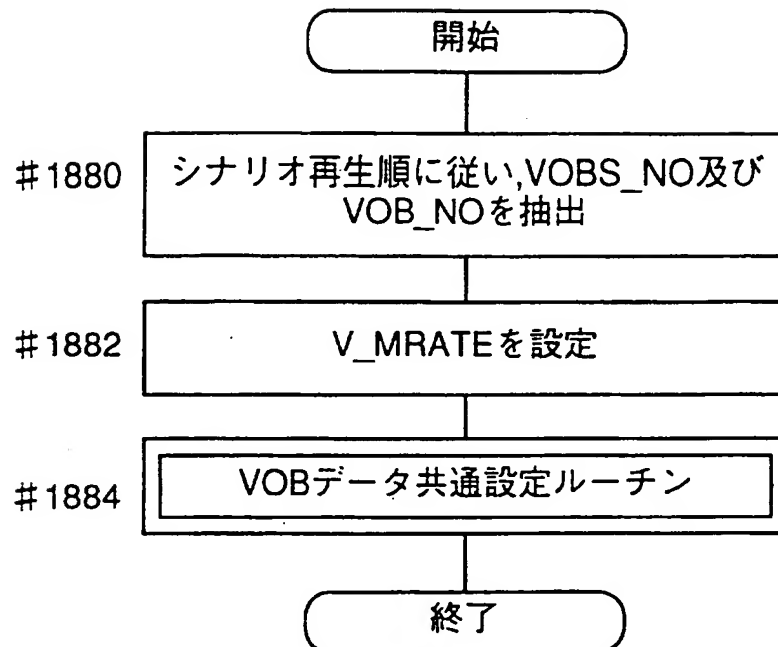 開始
#1880
シナリオ再生順に従い,VOBS_NO及び
VOB_NOを抽出
#1882
V_MRATEを設定
#1884
VOBデータ共通設定ルーチン
終了